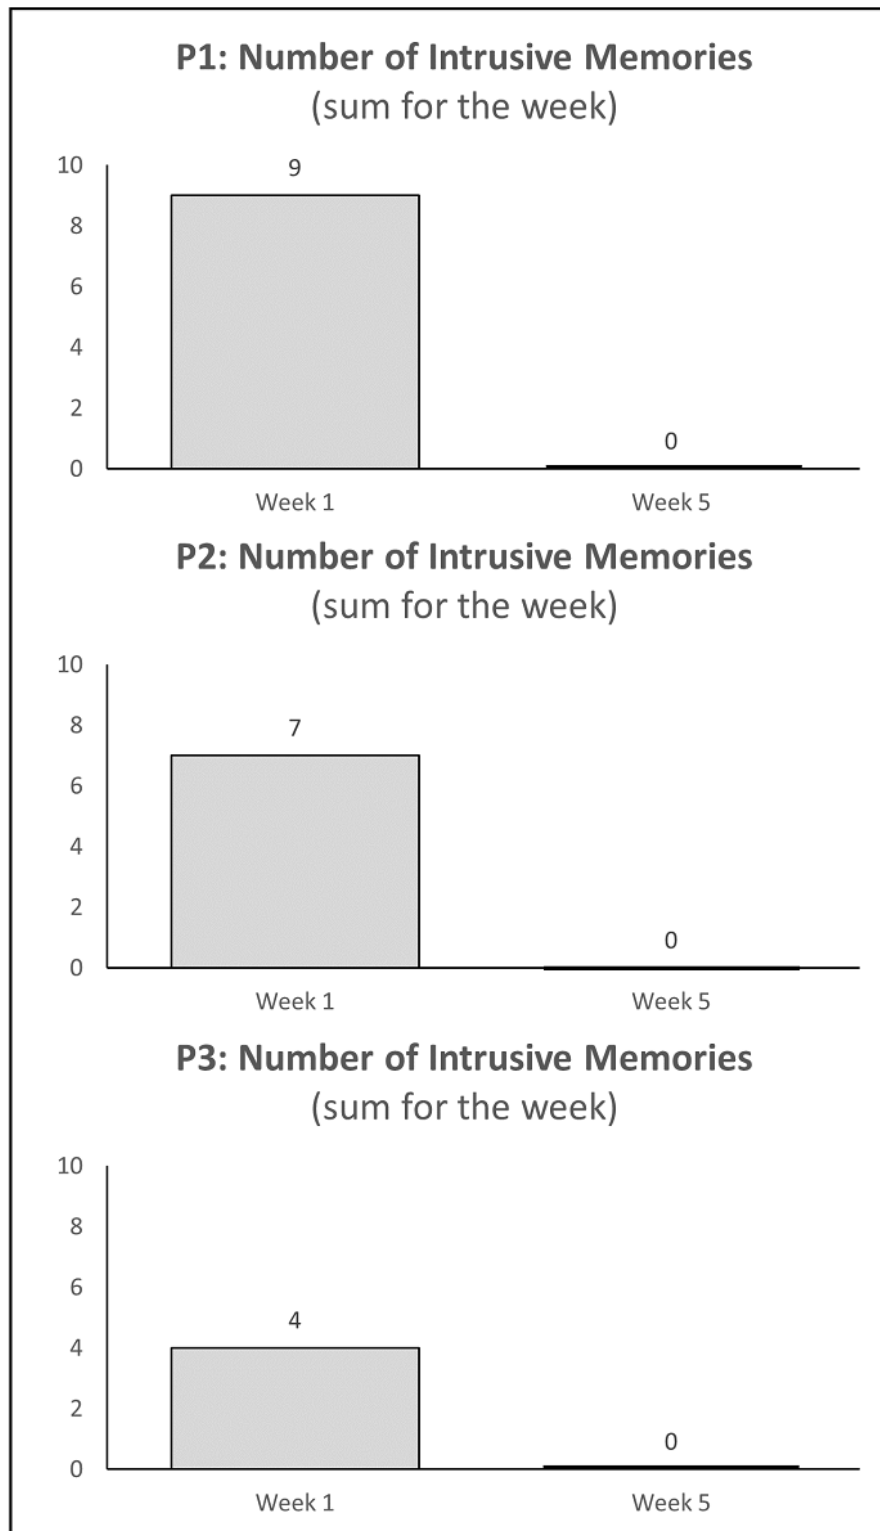 P1: Number of Intrusive Memories
(sum for the week)
10
9
8
6
4
2
0
0
Week 1
Week 5
P2: Number of Intrusive Memories
(sum for the week)
10
8
7
6
4
2
0
0
Week 1
Week 5
P3: Number of Intrusive Memories
(sum for the week)
10
8
6
4
4
2
0
0
Week 1
Week 5